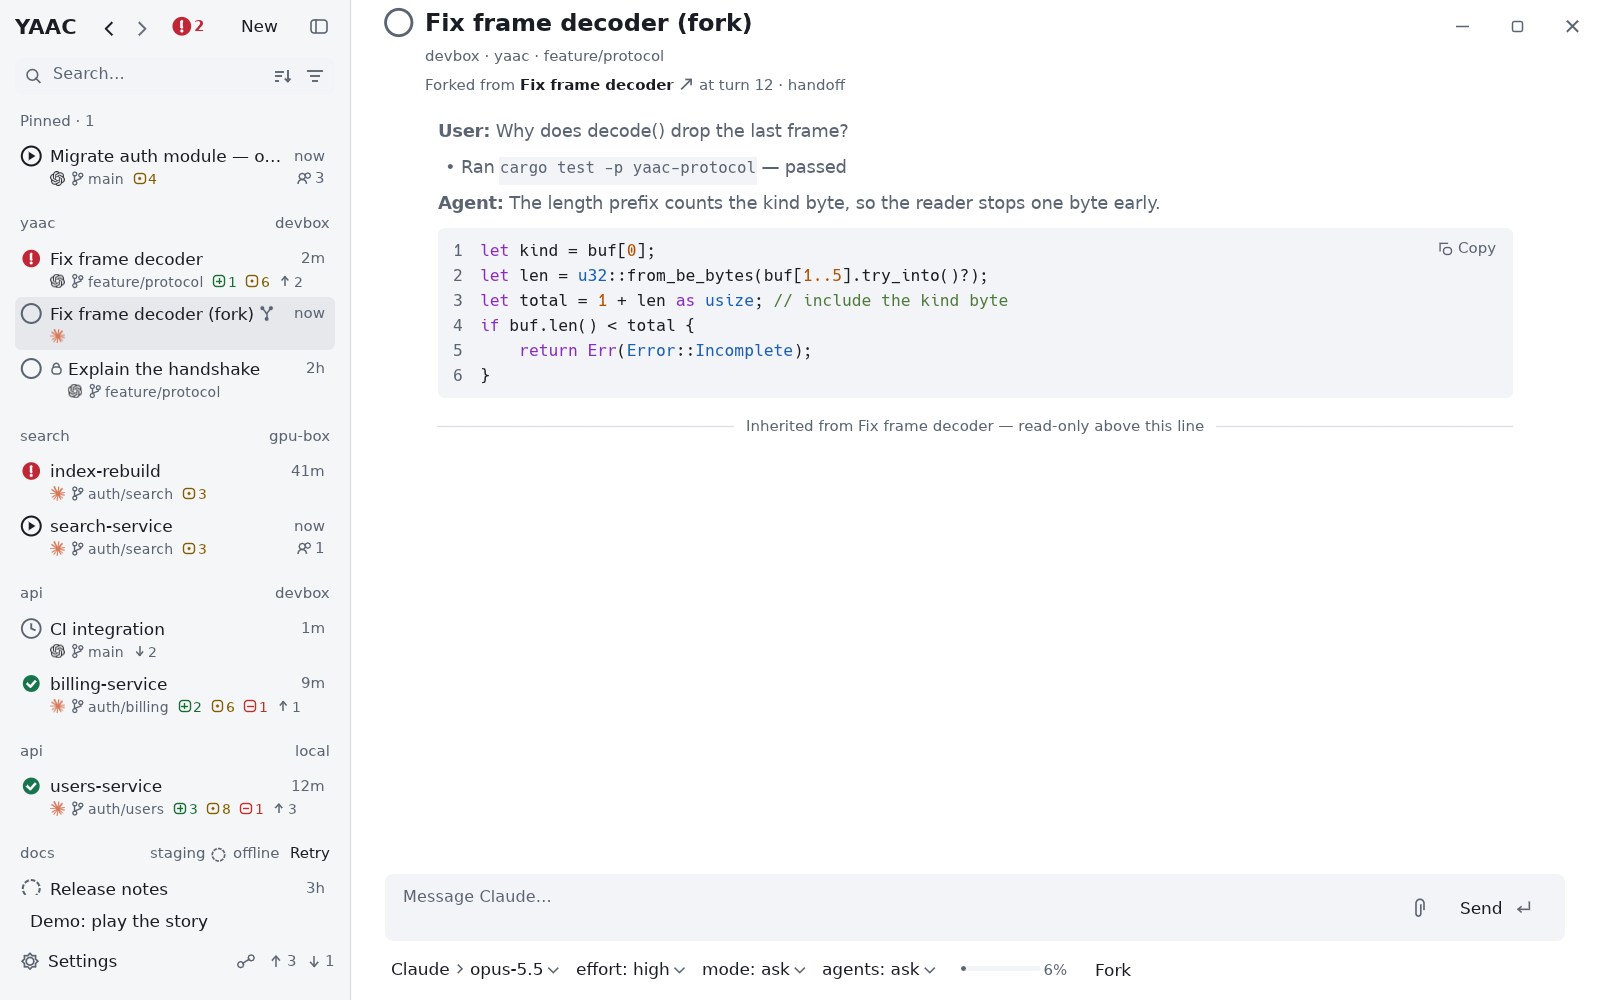 YAAC 2 New
Search...
Pinned · 1
Migrate auth module — o... now
main 4 3
yaac devbox
Fix frame decoder 2m
feature/protocol 1 6 2
Fix frame decoder (fork) now
Explain the handshake 2h
feature/protocol
search gpu-box
index-rebuild 41m
auth/search 3
search-service now
auth/search 3 1
api devbox
CI integration 1m
main 2
billing-service 9m
auth/billing 2 6 1 1
api local
users-service 12m
auth/users 3 8 1 3
docs staging offline Retry
Release notes 3h
Demo: play the story
Settings 3 1
Fix frame decoder (fork)
devbox · yaac · feature/protocol
Forked from Fix frame decoder ↗ at turn 12 · handoff
User: Why does decode() drop the last frame?
• Ran cargo test -p yaac-protocol — passed
Agent: The length prefix counts the kind byte, so the reader stops one byte early.
Copy
1 let kind = buf[0];
2 let len = u32::from_be_bytes(buf[1..5].try_into()?);
3 let total = 1 + len as usize; // include the kind byte
4 if buf.len() < total {
5     return Err(Error::Incomplete);
6 }
Inherited from Fix frame decoder — read-only above this line
Message Claude...
Send
Claude opus-5.5 effort: high mode: ask agents: ask 6% Fork